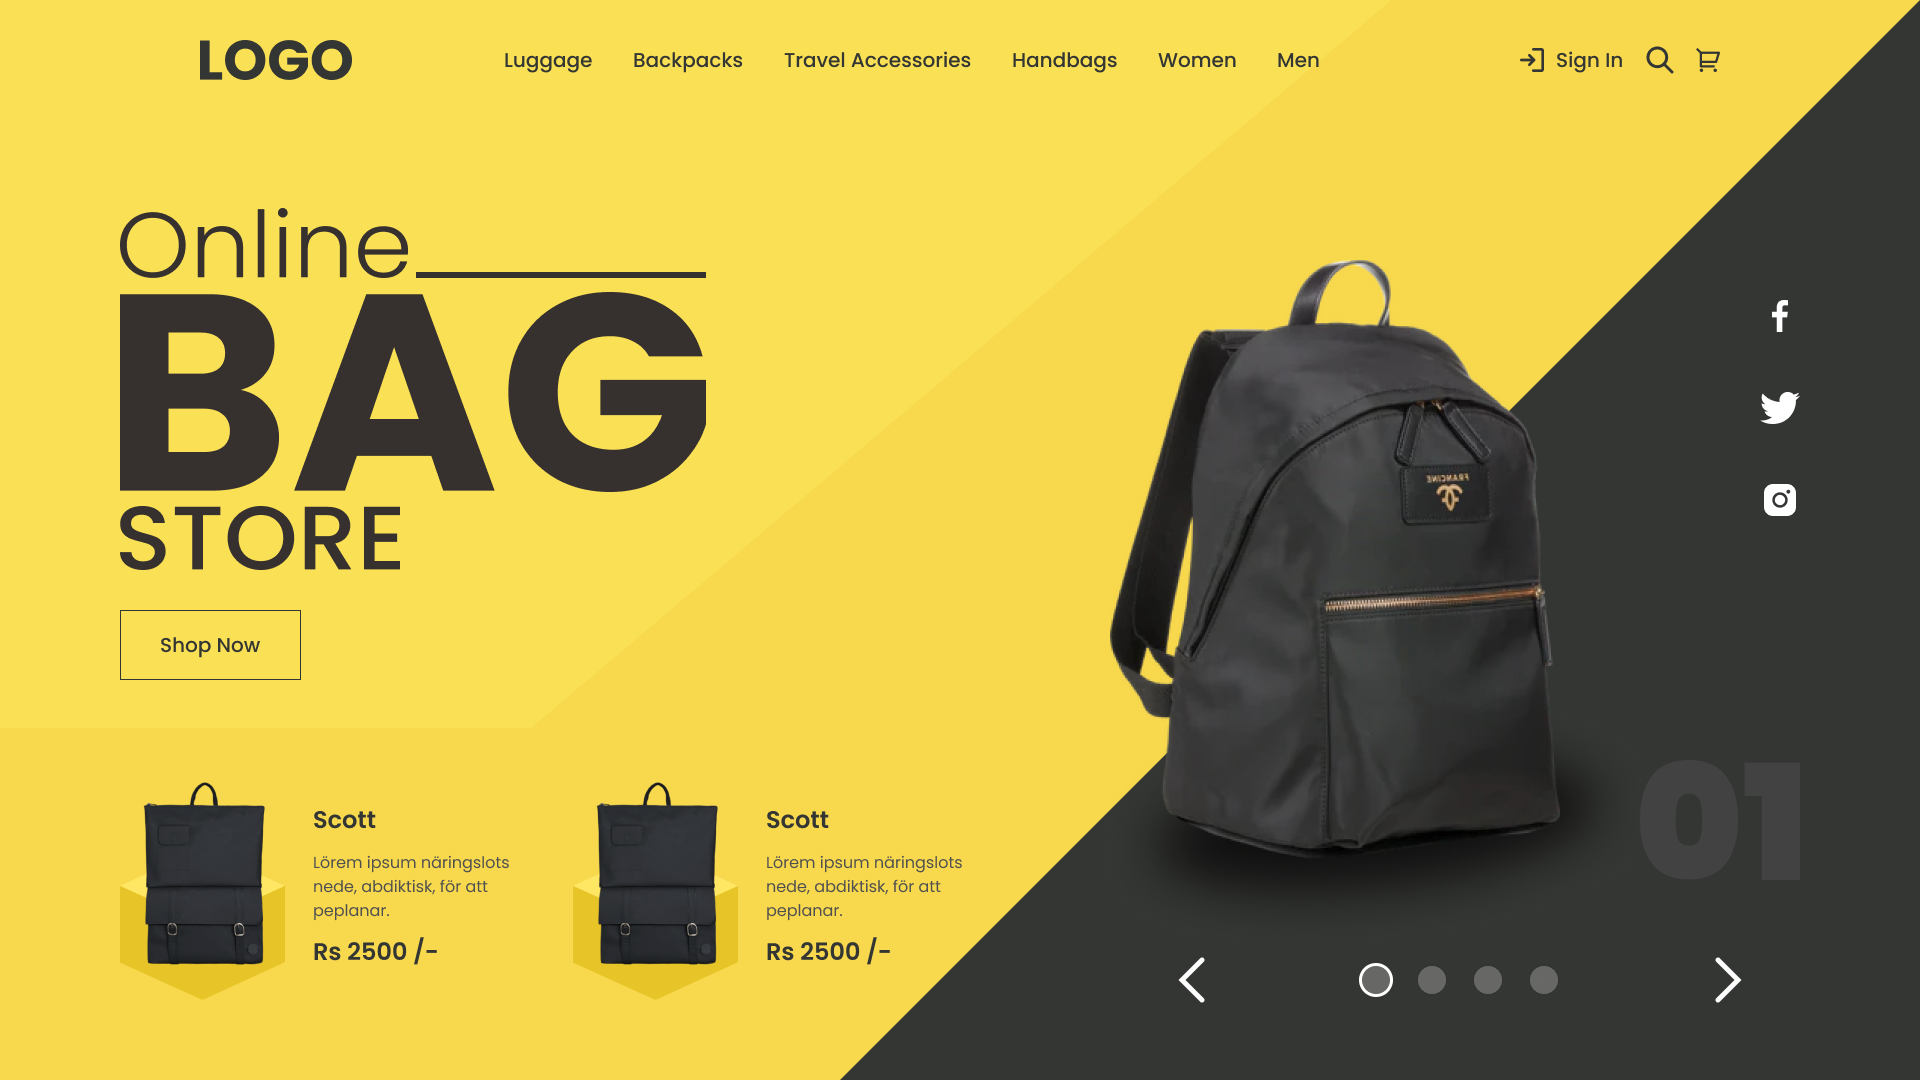 LOGO
Luggage Backpacks Travel Accessories Handbags Women Men
Sign In
Online
BAG
STORE
Shop Now
FRANCINE
Scott
Lörem ipsum näringslots
nede, abdiktisk, för att
peplanar.
Rs 2500 /-
Scott
Lörem ipsum näringslots
nede, abdiktisk, för att
peplanar.
Rs 2500 /-
01